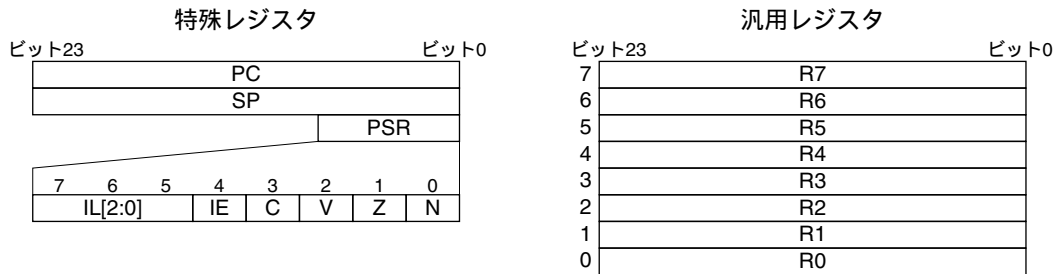 特殊レジスタ
ビット23 ビット0
PC
SP
PSR
7 6 5 4 3 2 1 0
IL[2:0] IE C V Z N
汎用レジスタ
ビット23 ビット0
7 R7
6 R6
5 R5
4 R4
3 R3
2 R2
1 R1
0 R0